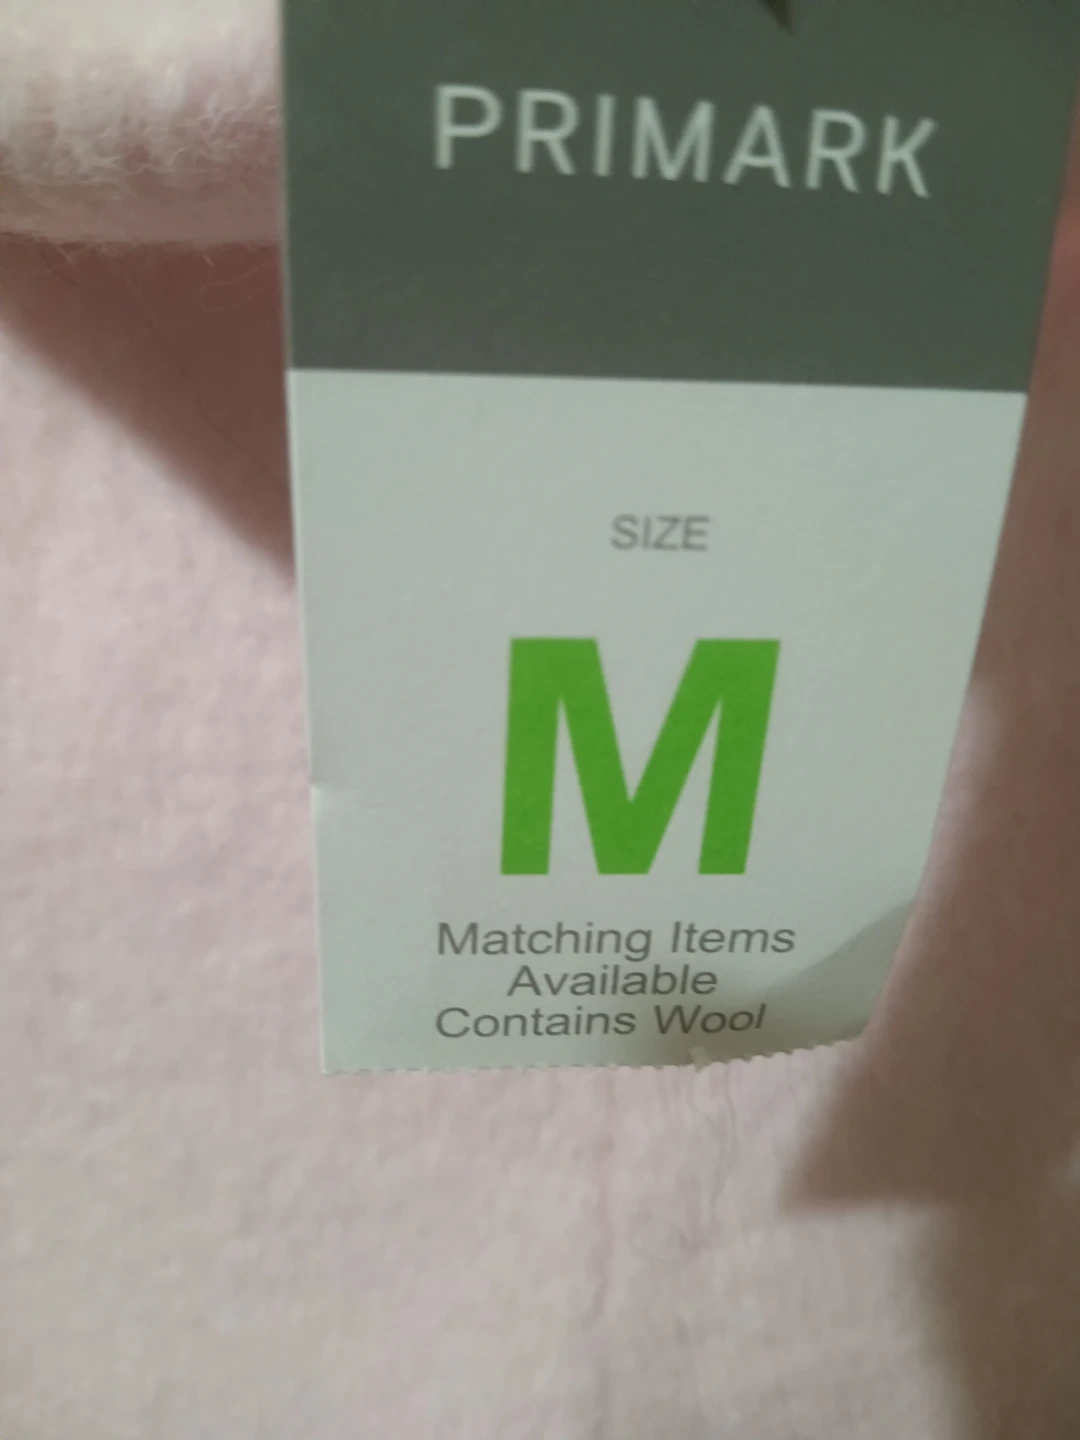 PRIMARK
SIZE
M
Matching Items
Available
Contains Wool